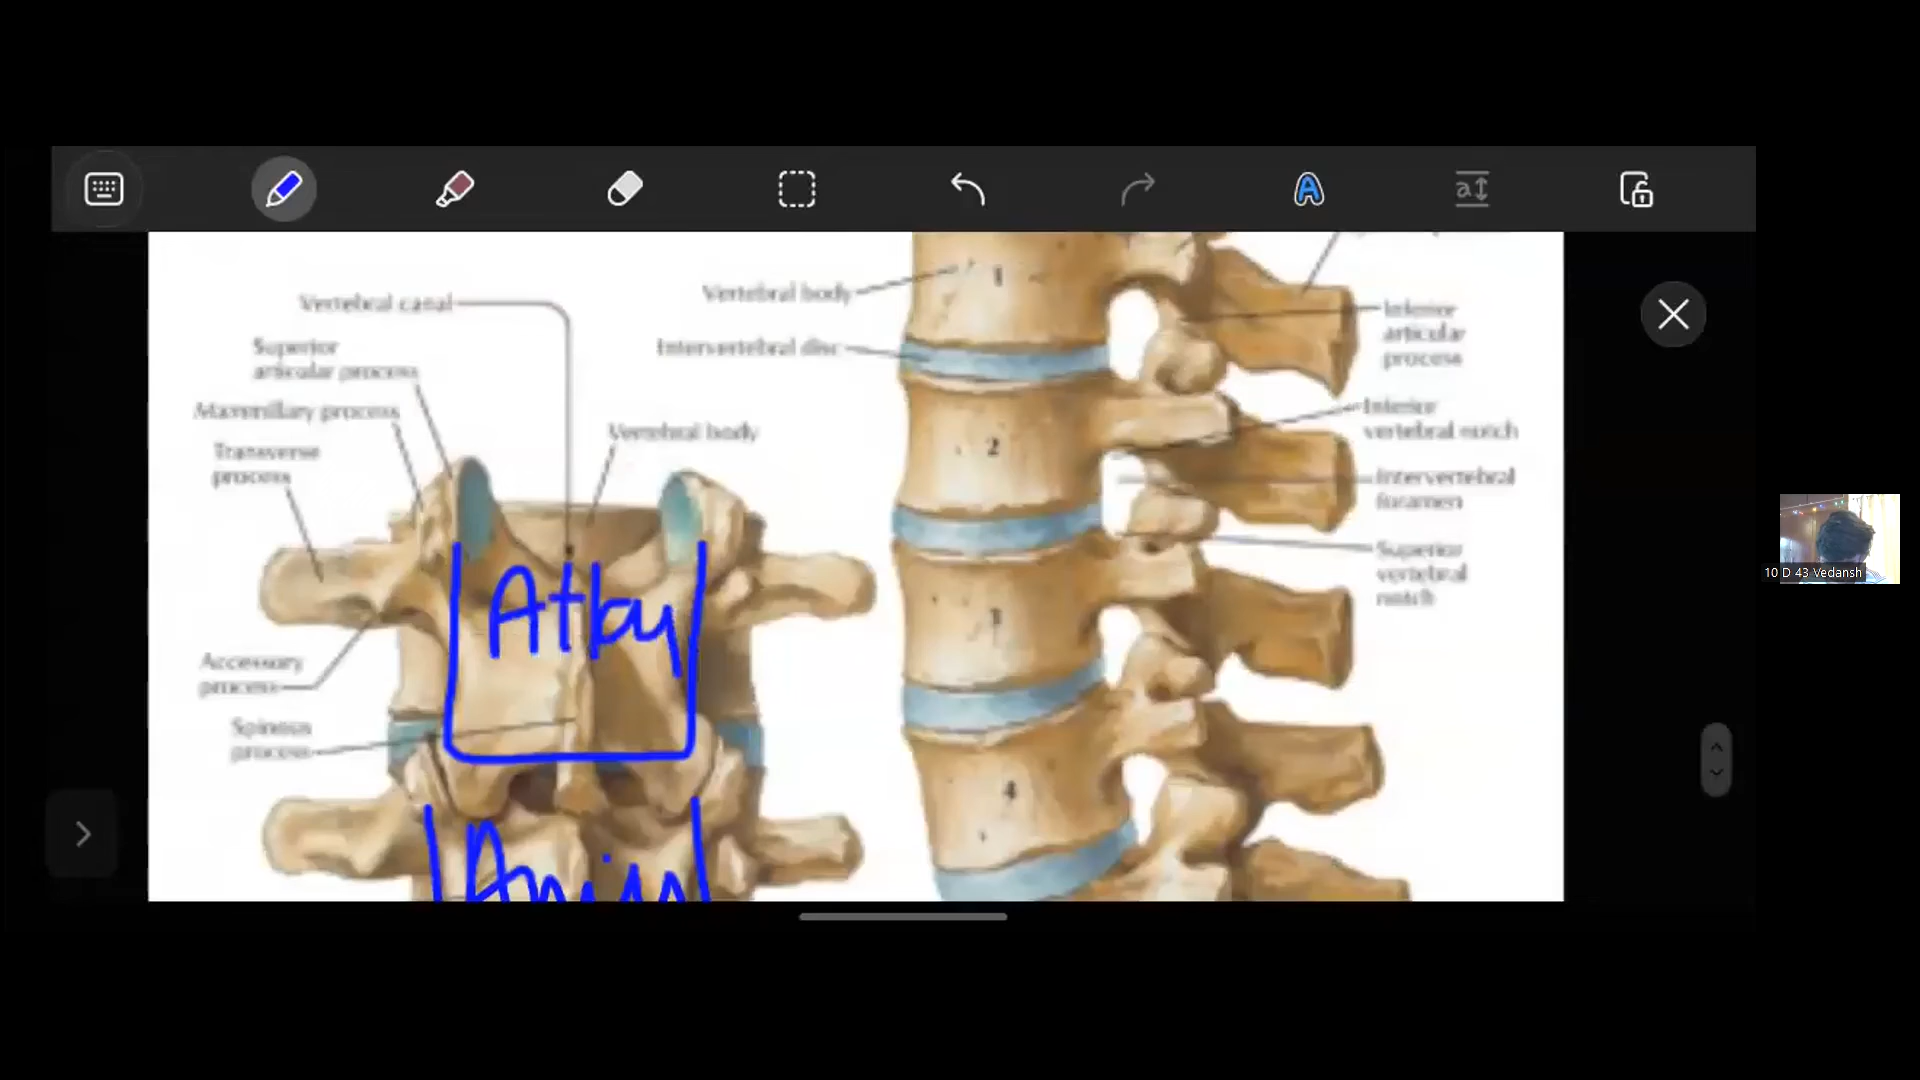 Vertebral canal
Superior
articular process
Mammillary process
Transverse
process
Vertebral body
Accessory
process
Spinous
process
Vertebral body
Intervertebral disc
1
2
3
4
Inferior
articular
process
Inferior
vertebral notch
Intervertebral
foramen
Superior
vertebral
notch
10 D 43 Vedansh